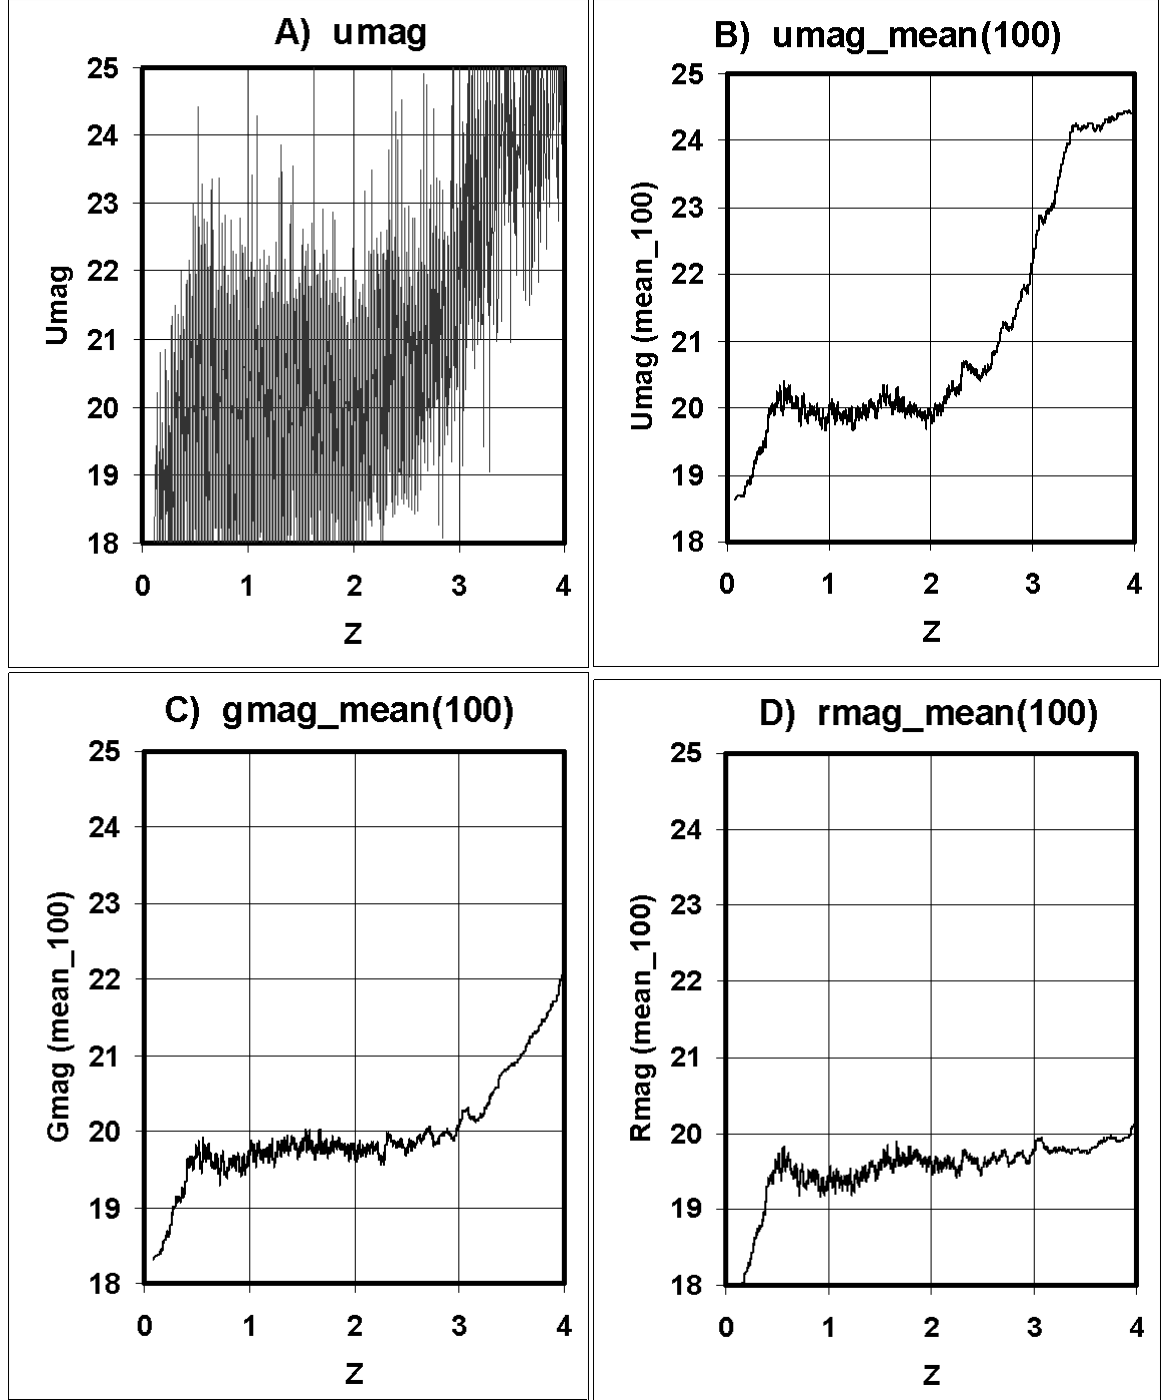 A) umag
25
24
23
22
21
20
19
18
Umag
0 1 2 3 4
z
B) umag_mean(100)
25
24
23
22
21
20
19
18
Umag (mean_100)
0 1 2 3 4
z
C) gmag_mean(100)
25
24
23
22
21
20
19
18
Gmag (mean_100)
0 1 2 3 4
z
D) rmag_mean(100)
25
24
23
22
21
20
19
18
Rmag (mean_100)
0 1 2 3 4
z